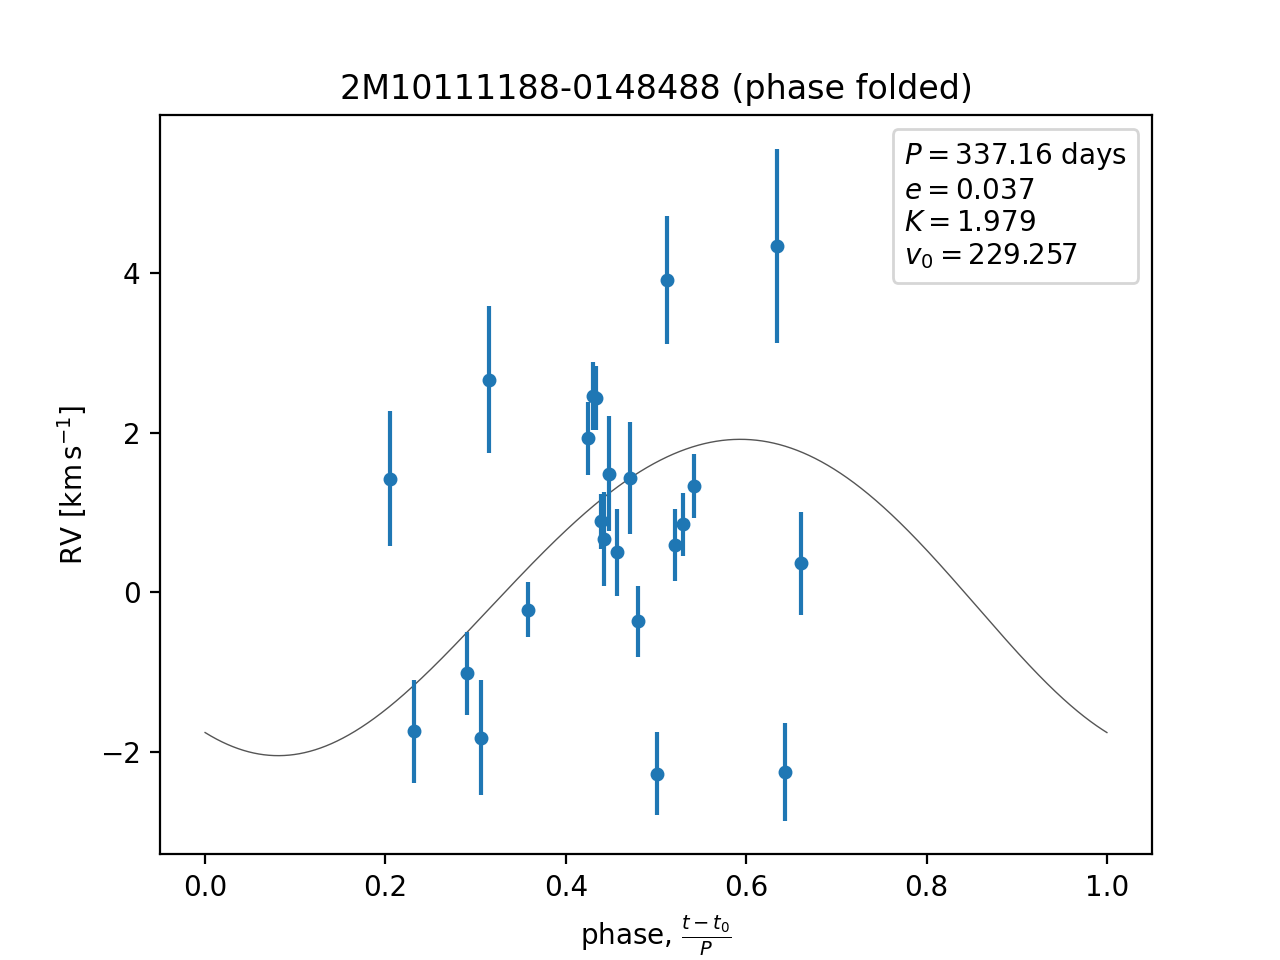 2M10111188-0148488 (phase folded)
P = 337.16 days
e = 0.037
K = 1.979
v₀ = 229.257
RV [km s⁻¹]
4
2
0
−2
0.0 0.2 0.4 0.6 0.8 1.0
phase, (t − t₀)/P